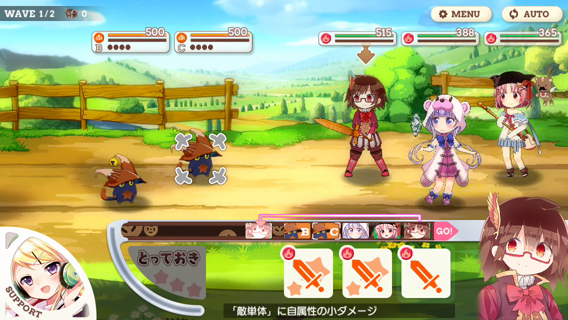 WAVE 1/2 0
MENU
AUTO
500
B
500
C
515
388
365
B C GO!
とっておき
SUPPORT
「敵単体」に自属性の小ダメージ